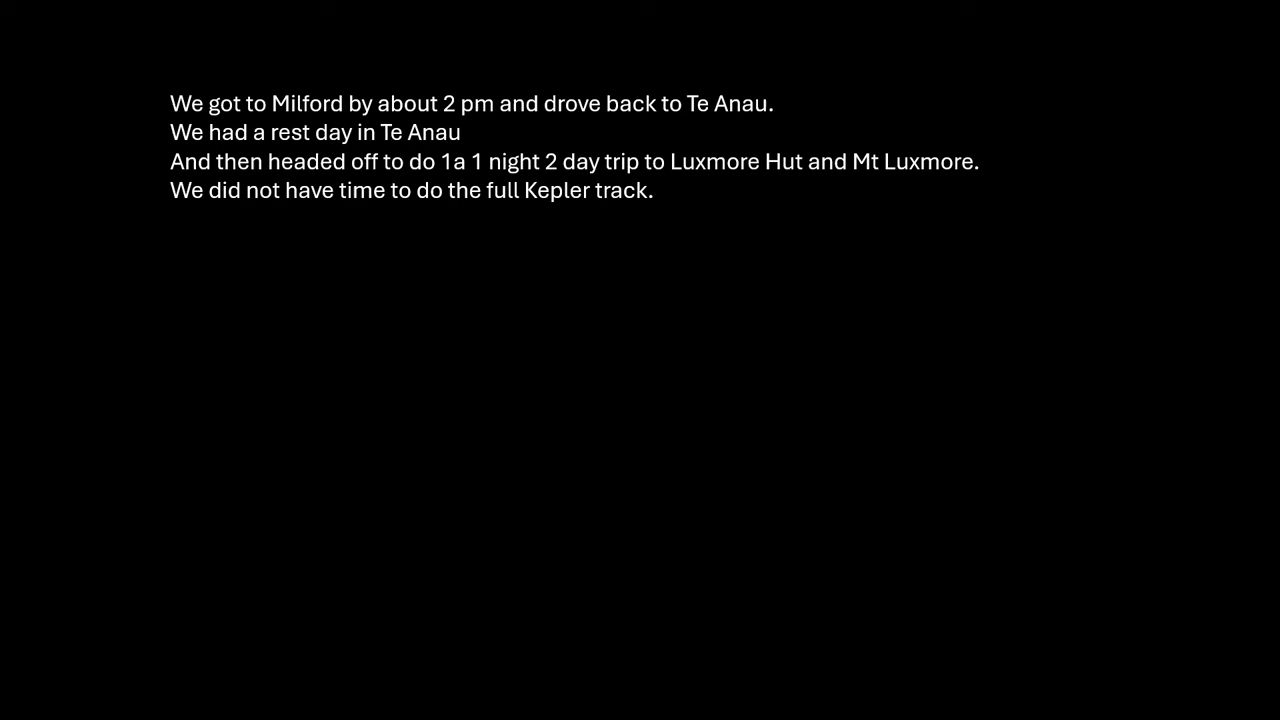 We got to Milford by about 2 pm and drove back to Te Anau.
We had a rest day in Te Anau
And then headed off to do 1a 1 night 2 day trip to Luxmore Hut and Mt Luxmore.
We did not have time to do the full Kepler track.